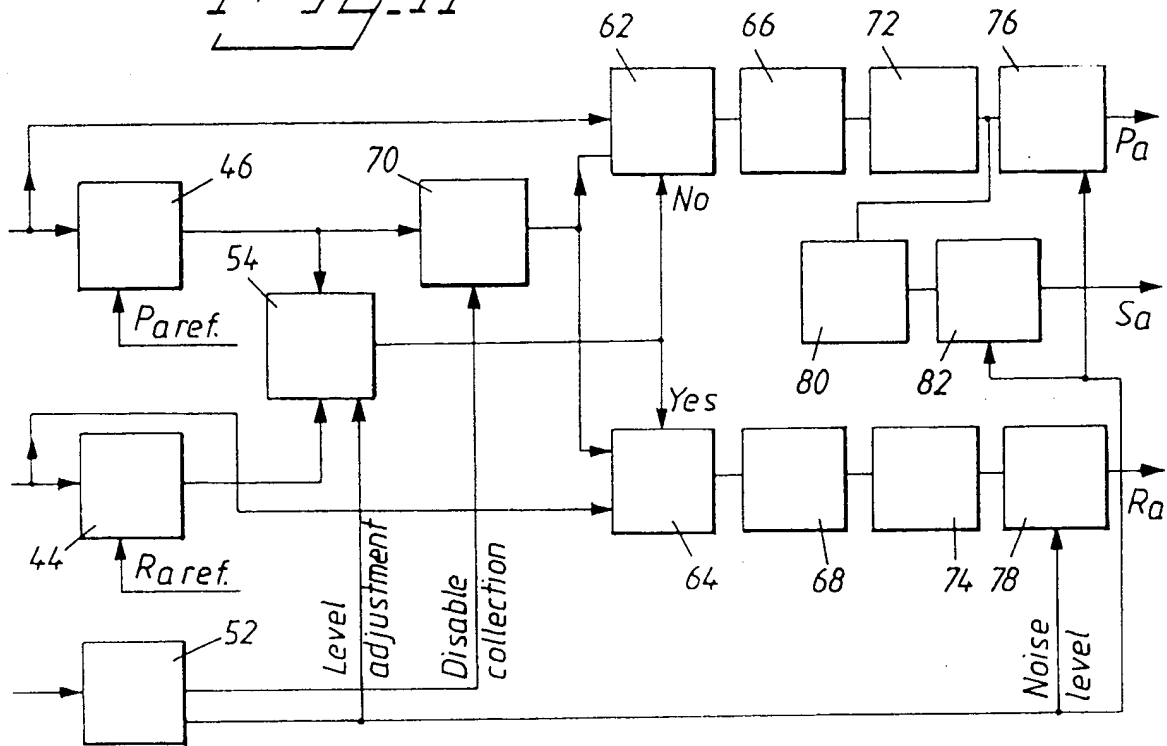 62
66
72
76
Pa
46
70
No
54
Pa ref.
Sa
80
82
Yes
Ra
44
Ra ref.
64
68
74
78
Level
adjustment
Disable
collection
Noise
level
52